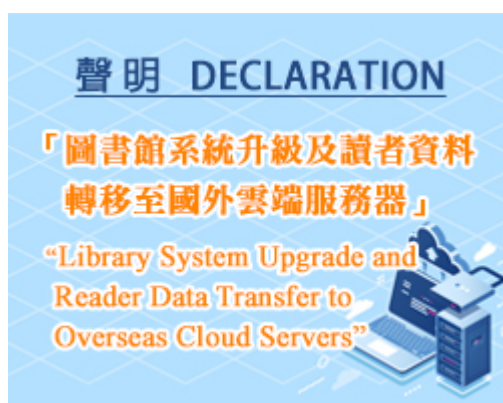 聲明 DECLARATION
「圖書館系統升級及讀者資料
轉移至國外雲端服務器」
“Library System Upgrade and
Reader Data Transfer to
Overseas Cloud Servers”